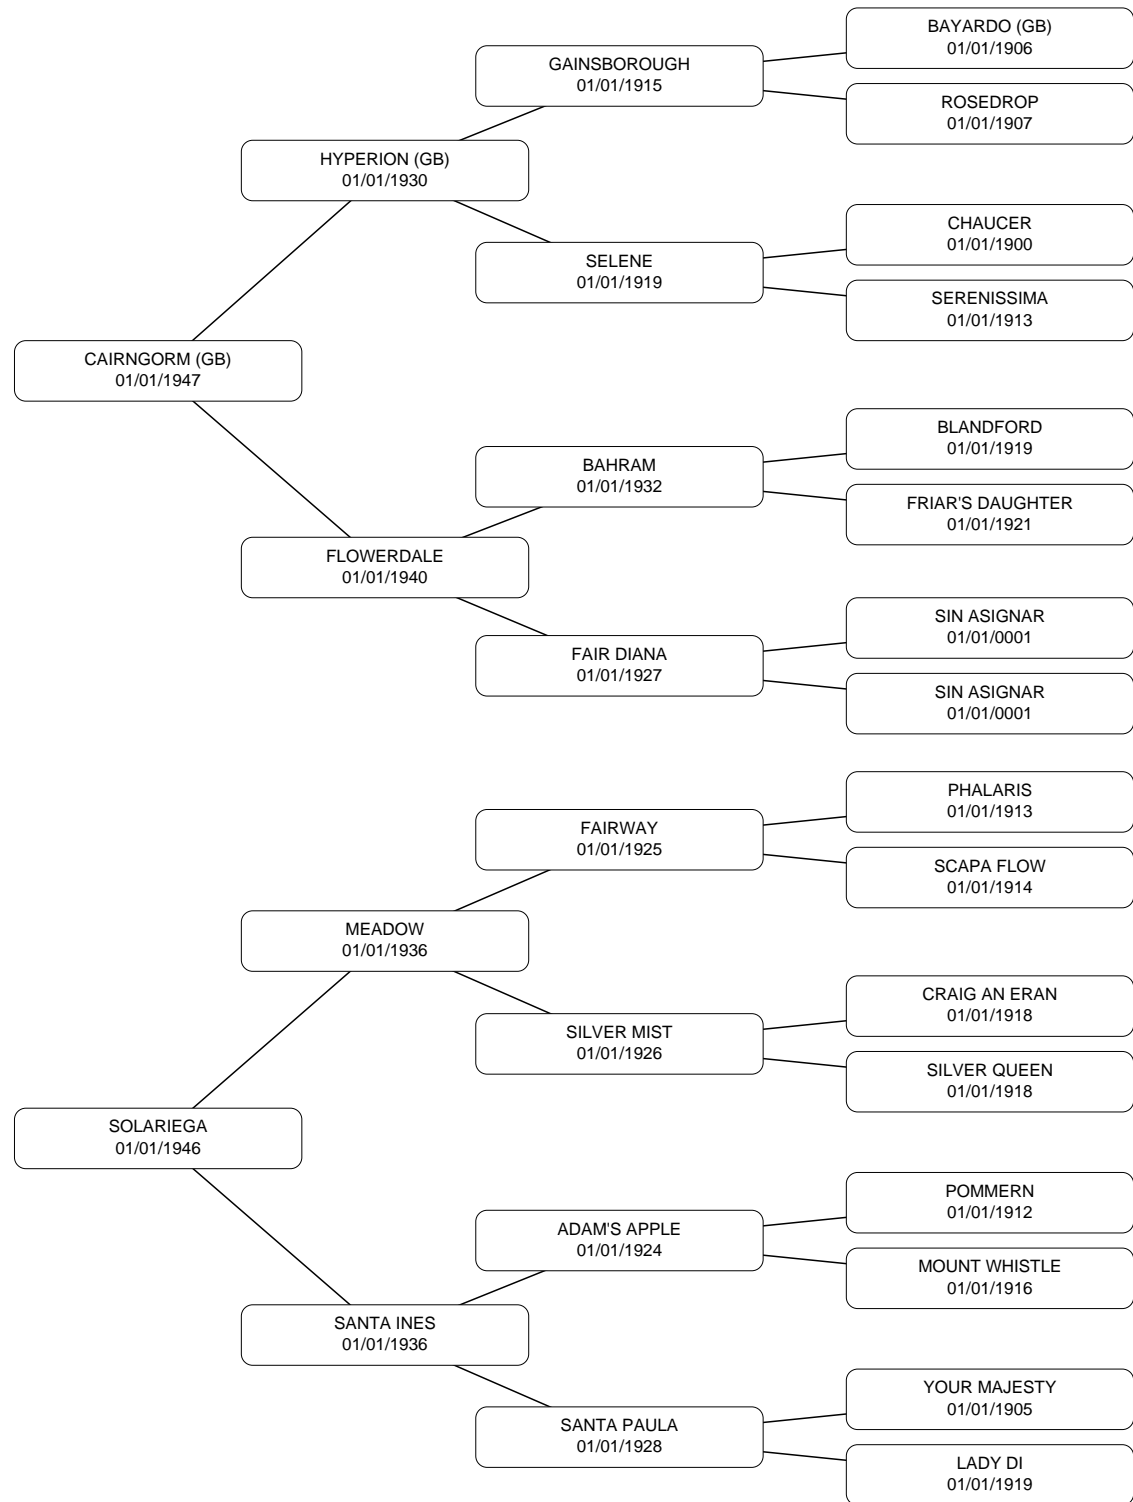 BAYARDO (GB)
01/01/1906
GAINSBOROUGH
01/01/1915
ROSEDROP
01/01/1907
HYPERION (GB)
01/01/1930
CHAUCER
01/01/1900
SELENE
01/01/1919
SERENISSIMA
01/01/1913
CAIRNGORM (GB)
01/01/1947
BLANDFORD
01/01/1919
BAHRAM
01/01/1932
FRIAR'S DAUGHTER
01/01/1921
FLOWERDALE
01/01/1940
SIN ASIGNAR
01/01/0001
FAIR DIANA
01/01/1927
SIN ASIGNAR
01/01/0001
PHALARIS
01/01/1913
FAIRWAY
01/01/1925
SCAPA FLOW
01/01/1914
MEADOW
01/01/1936
CRAIG AN ERAN
01/01/1918
SILVER MIST
01/01/1926
SILVER QUEEN
01/01/1918
SOLARIEGA
01/01/1946
POMMERN
01/01/1912
ADAM'S APPLE
01/01/1924
MOUNT WHISTLE
01/01/1916
SANTA INES
01/01/1936
YOUR MAJESTY
01/01/1905
SANTA PAULA
01/01/1928
LADY DI
01/01/1919